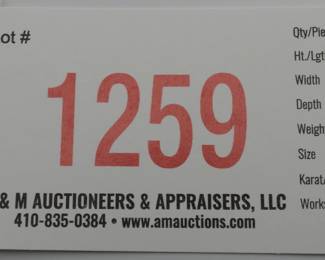 ot #
1259
& M AUCTIONEERS & APPRAISERS, LLC
410-835-0384 • www.amauctions.com
Qty/Pie
Ht./Lgt
Width
Depth
Weigh
Size
Karat/
Works